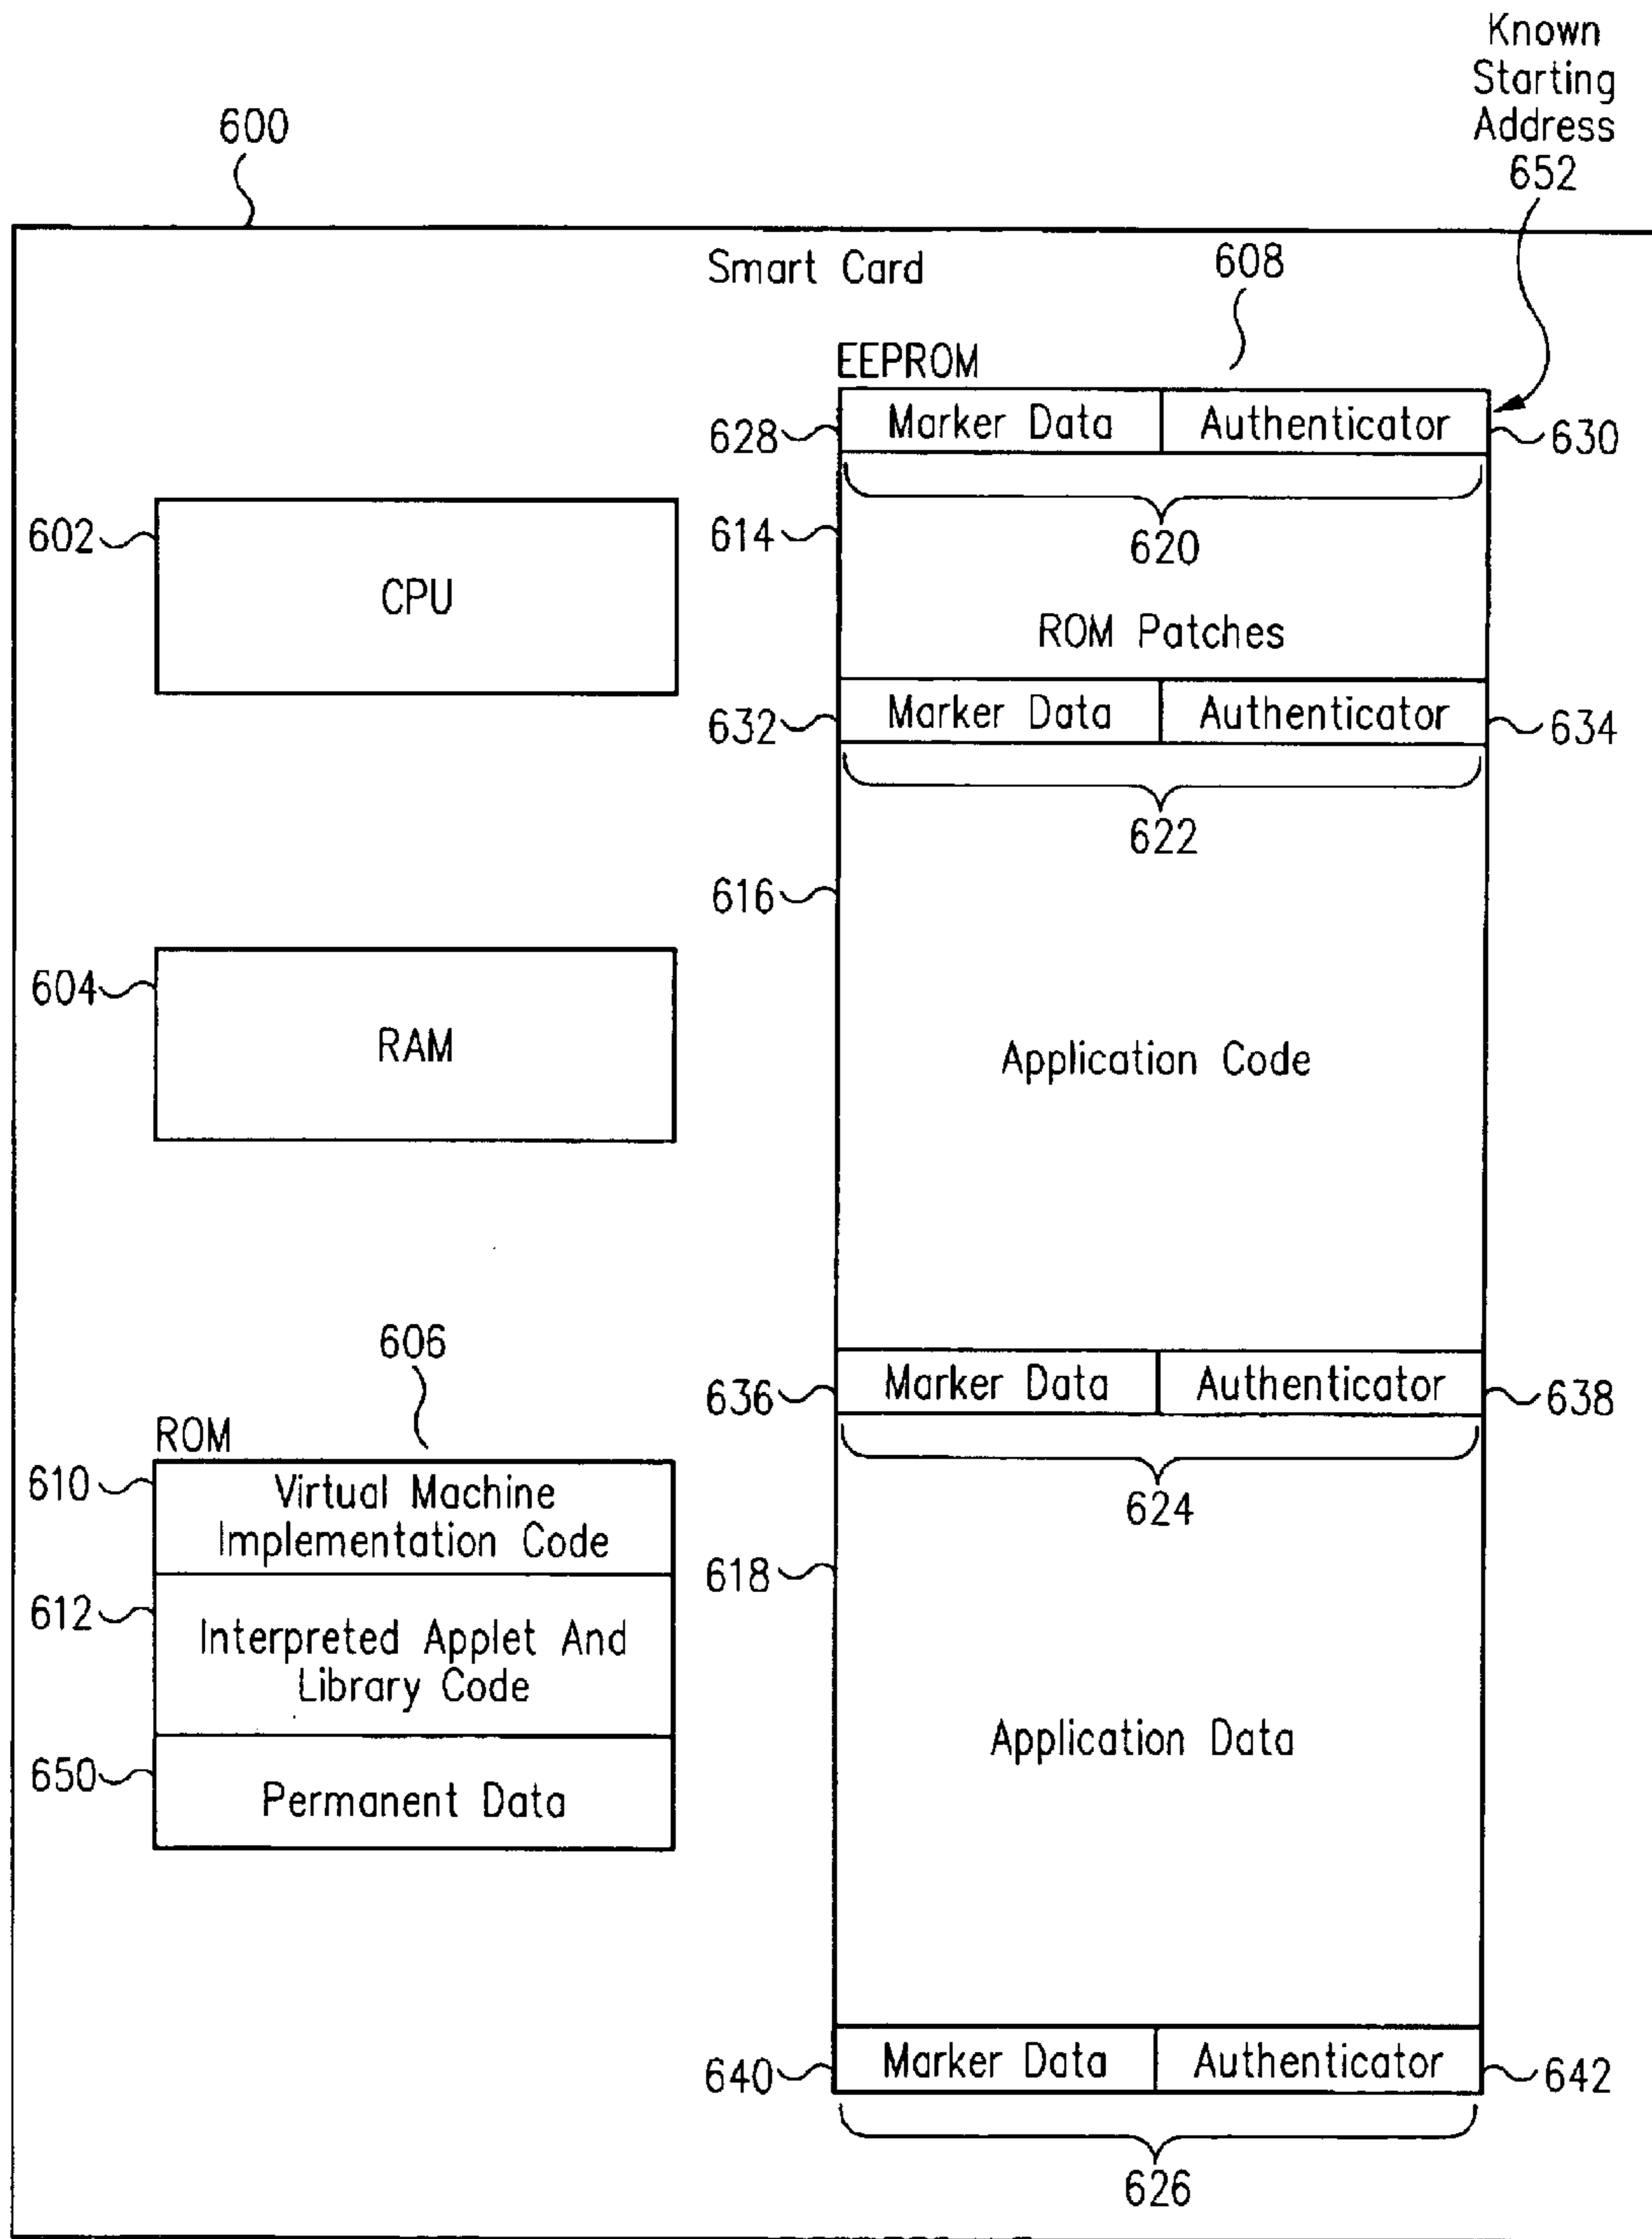 Known
Starting
Address
652
600
Smart Card
608
EEPROM
628 Marker Data Authenticator 630
620
614
602
CPU
ROM Patches
632 Marker Data Authenticator 634
622
616
604
RAM
Application Code
606
636 Marker Data Authenticator 638
624
ROM
610 Virtual Machine
Implementation Code
618
612
Interpreted Applet And
Library Code
Application Data
650
Permanent Data
640 Marker Data Authenticator 642
626